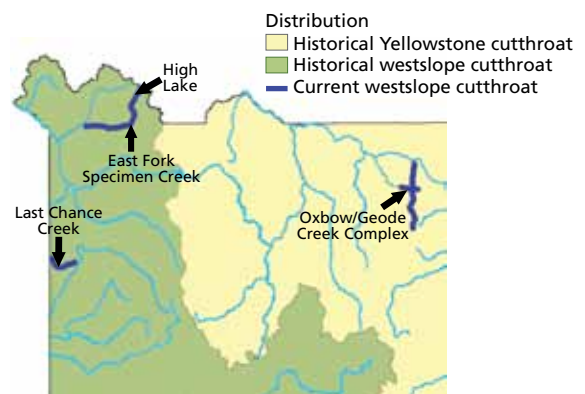 Distribution
Historical Yellowstone cutthroat
Historical westslope cutthroat
Current westslope cutthroat
High
Lake
East Fork
Specimen Creek
Last Chance
Creek
Oxbow/Geode
Creek Complex